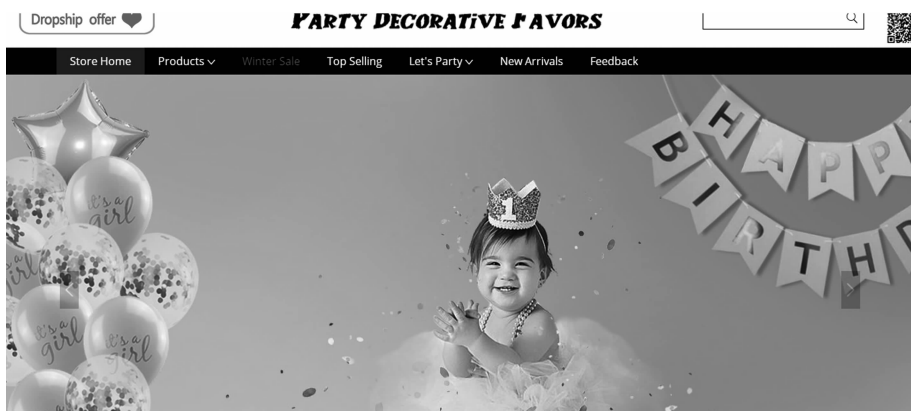 Dropship offer
PARTY DECORATIVE FAVORS
Store Home Products Winter Sale Top Selling Let's Party New Arrivals Feedback
HAPP
BIRTHD
it's a girl
1
girl
it's a girl
it's a girl